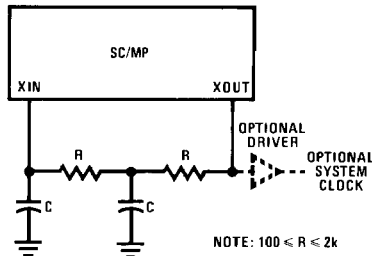 SC/MP
XIN
XOUT
OPTIONAL
DRIVER
R
R
OPTIONAL
SYSTEM
CLOCK
C
C
NOTE: 100 ≤ R ≤ 2k